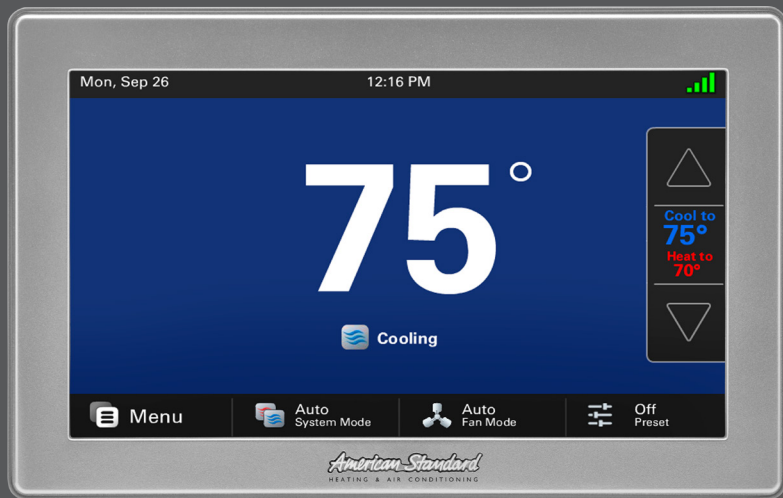 Mon, Sep 26
12:16 PM
75°
Cooling
Cool to
75°
Heat to
70°
Menu
Auto
System Mode
Auto
Fan Mode
Off
Preset
American Standard
HEATING & AIR CONDITIONING